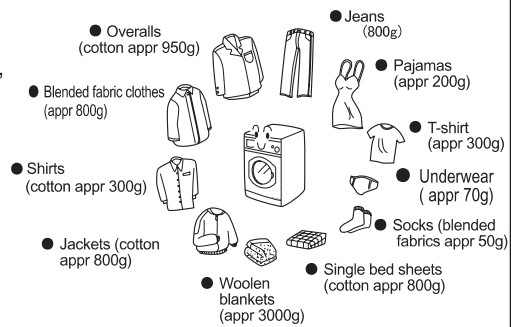 ● Overalls
(cotton appr 950g)
● Jeans
(800g)
● Pajamas
(appr 200g)
● Blended fabric clothes
(appr 800g)
● T-shirt
(appr 300g)
● Shirts
(cotton appr 300g)
● Underwear
( appr 70g)
● Socks (blended
fabrics appr 50g)
● Jackets (cotton
appr 800g)
● Single bed sheets
(cotton appr 800g)
● Woolen
blankets
(appr 3000g)